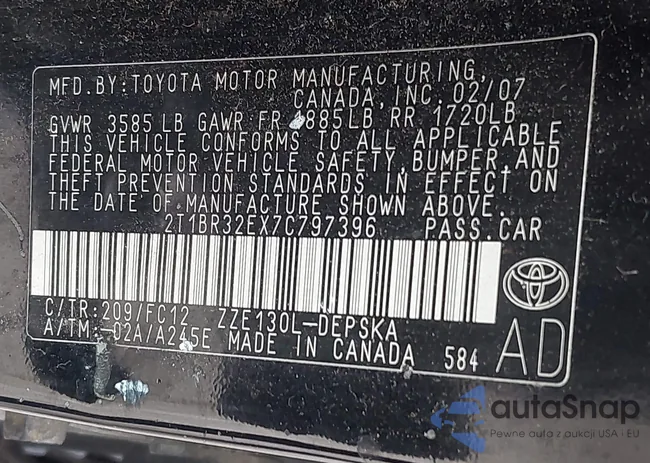 MFD.BY:TOYOTA MOTOR MANUFACTURING,
CANADA, INC. 02/07
GVWR 3585 LB GAWR FR 885LB RR 1720LB
THIS VEHICLE CONFORMS TO ALL APPLICABLE
FEDERAL MOTOR VEHICLE SAFETY, BUMPER, AND
THEFT PREVENTION STANDARDS IN EFFECT ON
THE DATE OF MANUFACTURE SHOWN ABOVE.
2T1BR32EX7C797396 PASS.CAR
C/TR:209/FC12 ZZE130L-DEPSKA
A/TM:-02A/A245E MADE IN CANADA 584 AD
autoSnap
Pewne auta z aukcji USA · EU